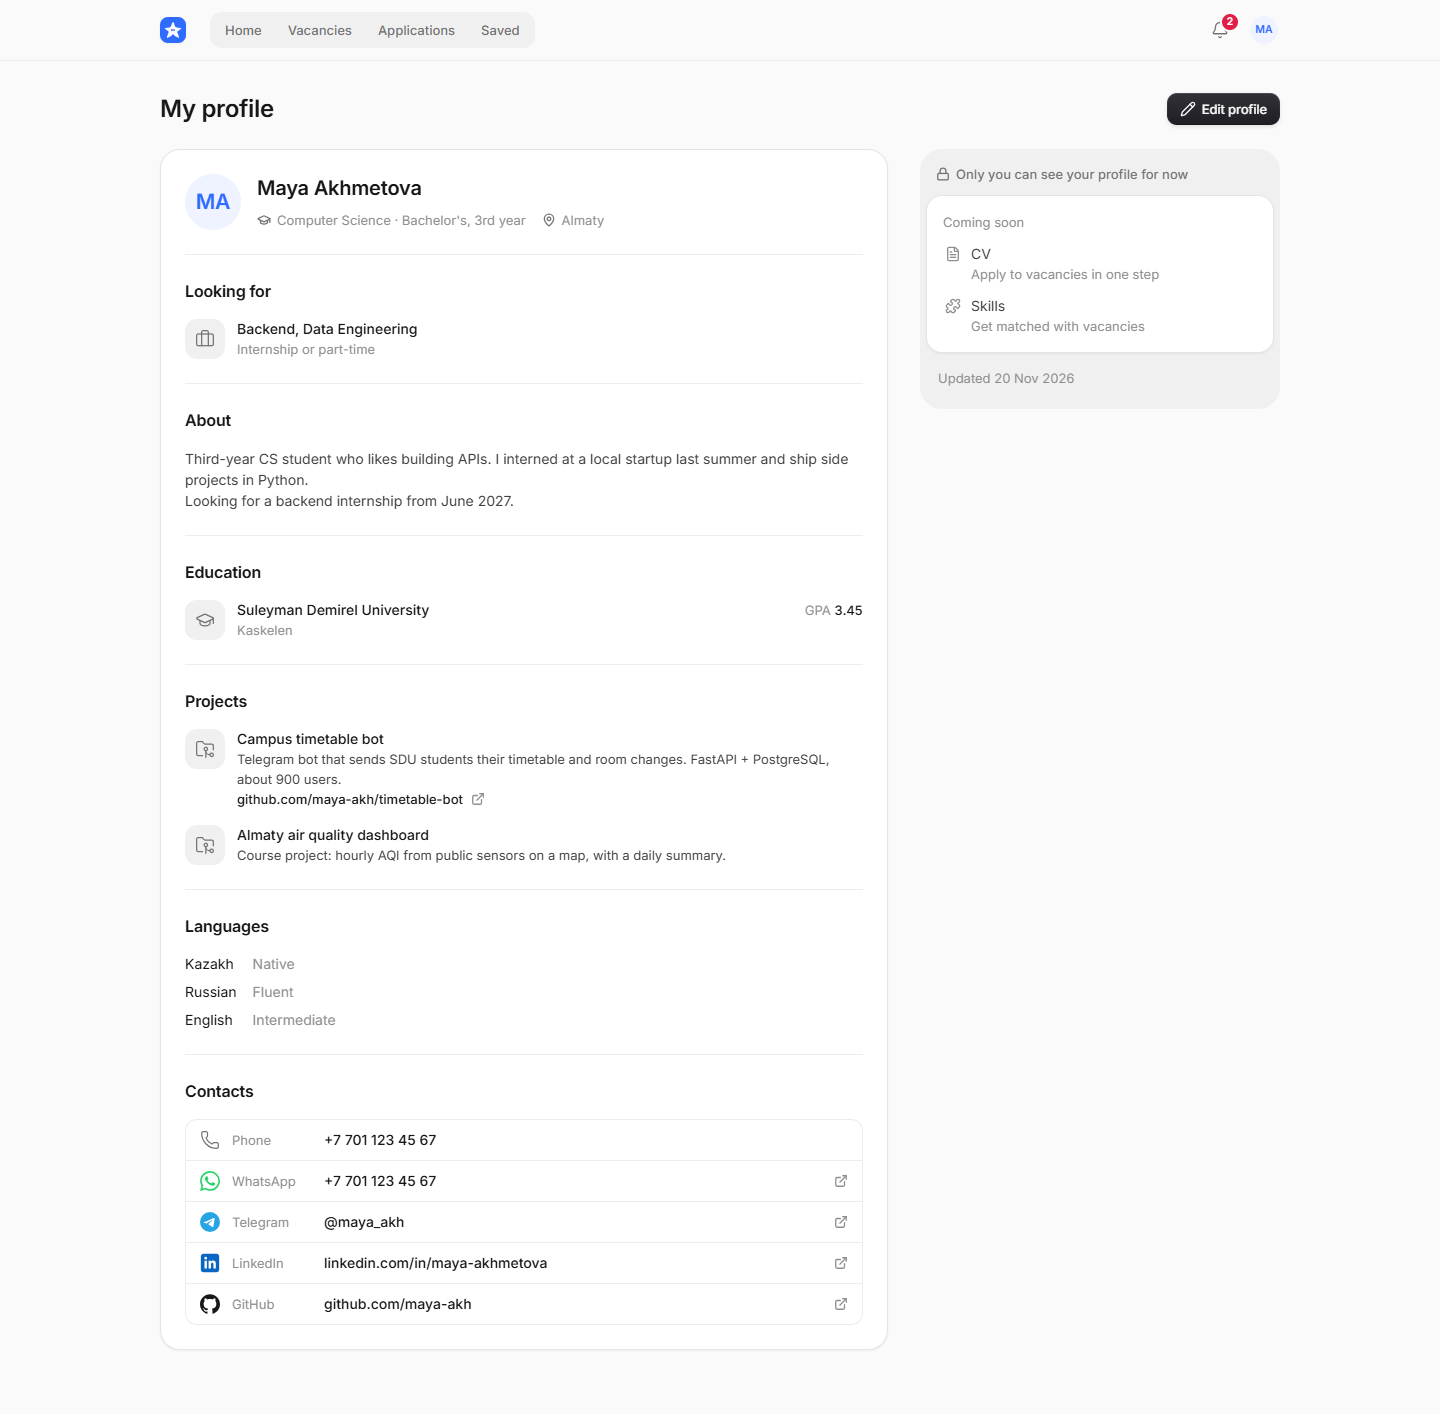 Home
Vacancies
Applications
Saved
2
MA
My profile
Edit profile
MA
Maya Akhmetova
Computer Science · Bachelor's, 3rd year
Almaty
Looking for
Backend, Data Engineering
Internship or part-time
About
Third-year CS student who likes building APIs. I interned at a local startup last summer and ship side
projects in Python.
Looking for a backend internship from June 2027.
Education
Suleyman Demirel University
GPA 3.45
Kaskelen
Projects
Campus timetable bot
Telegram bot that sends SDU students their timetable and room changes. FastAPI + PostgreSQL,
about 900 users.
github.com/maya-akh/timetable-bot
Almaty air quality dashboard
Course project: hourly AQI from public sensors on a map, with a daily summary.
Languages
Kazakh Native
Russian Fluent
English Intermediate
Contacts
Phone +7 701 123 45 67
WhatsApp +7 701 123 45 67
Telegram @maya_akh
LinkedIn linkedin.com/in/maya-akhmetova
GitHub github.com/maya-akh
Only you can see your profile for now
Coming soon
CV
Apply to vacancies in one step
Skills
Get matched with vacancies
Updated 20 Nov 2026